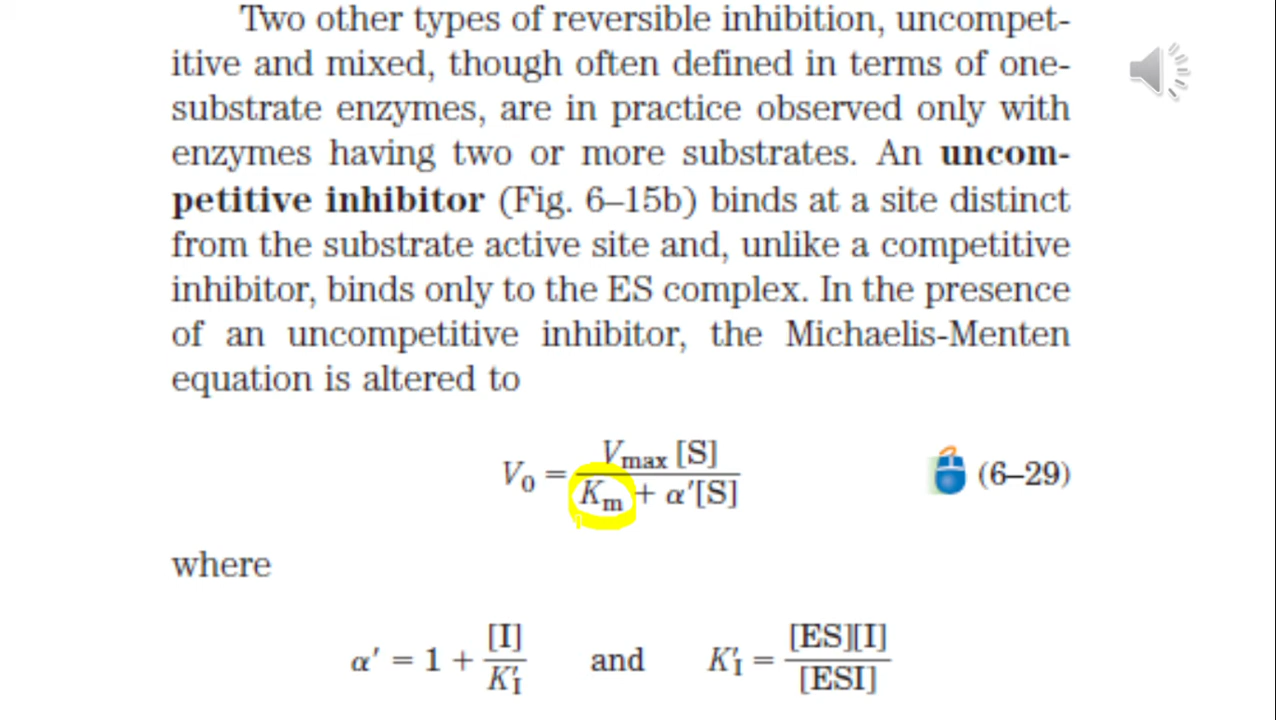 Two other types of reversible inhibition, uncompet-
itive and mixed, though often defined in terms of one-
substrate enzymes, are in practice observed only with
enzymes having two or more substrates. An uncom-
petitive inhibitor (Fig. 6–15b) binds at a site distinct
from the substrate active site and, unlike a competitive
inhibitor, binds only to the ES complex. In the presence
of an uncompetitive inhibitor, the Michaelis-Menten
equation is altered to
V₀ = Vmax [S] / Km + α′[S] (6–29)
where
α′ = 1 + [I] / K′I and K′I = [ES][I] / [ESI]